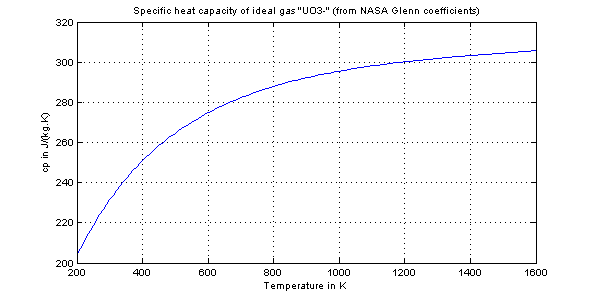 Specific heat capacity of ideal gas "UO3-" (from NASA Glenn coefficients)
320
300
280
260
240
220
200
cp in J/(kg.K)
200 400 600 800 1000 1200 1400 1600
Temperature in K